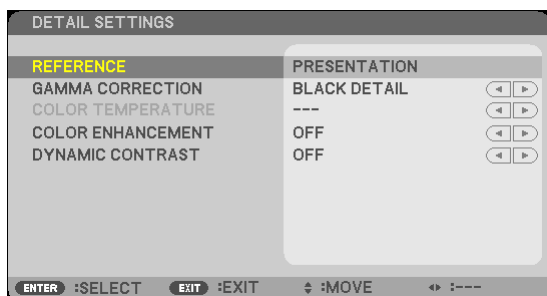 DETAIL SETTINGS
REFERENCE PRESENTATION
GAMMA CORRECTION BLACK DETAIL
COLOR TEMPERATURE ---
COLOR ENHANCEMENT OFF
DYNAMIC CONTRAST OFF
ENTER :SELECT EXIT :EXIT :MOVE :---